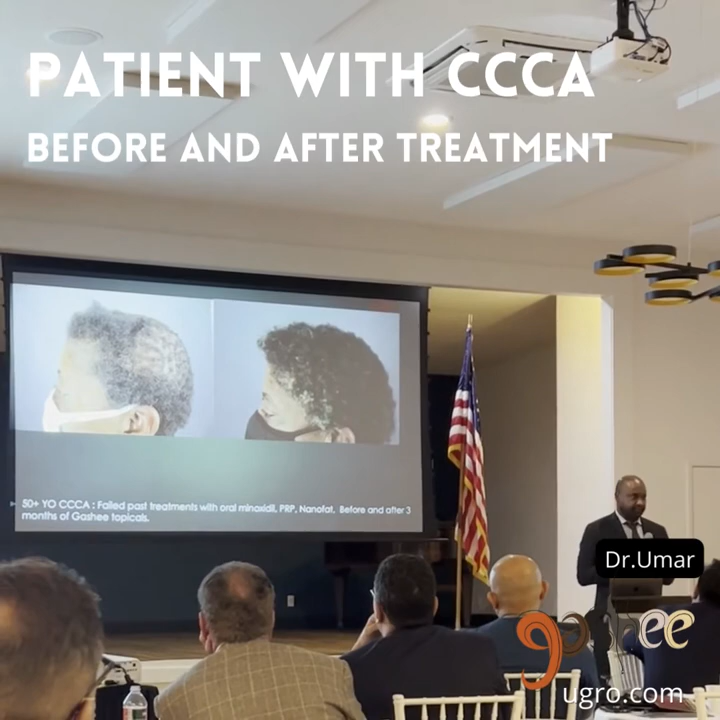 PATIENT WITH CCCA
BEFORE AND AFTER TREATMENT
50+ YO CCCA : Failed past treatments with oral minoxidil, PRP, Nanofat. Before and after 3
months of Gashee topicals.
Dr.Umar
gashee
ugro.com